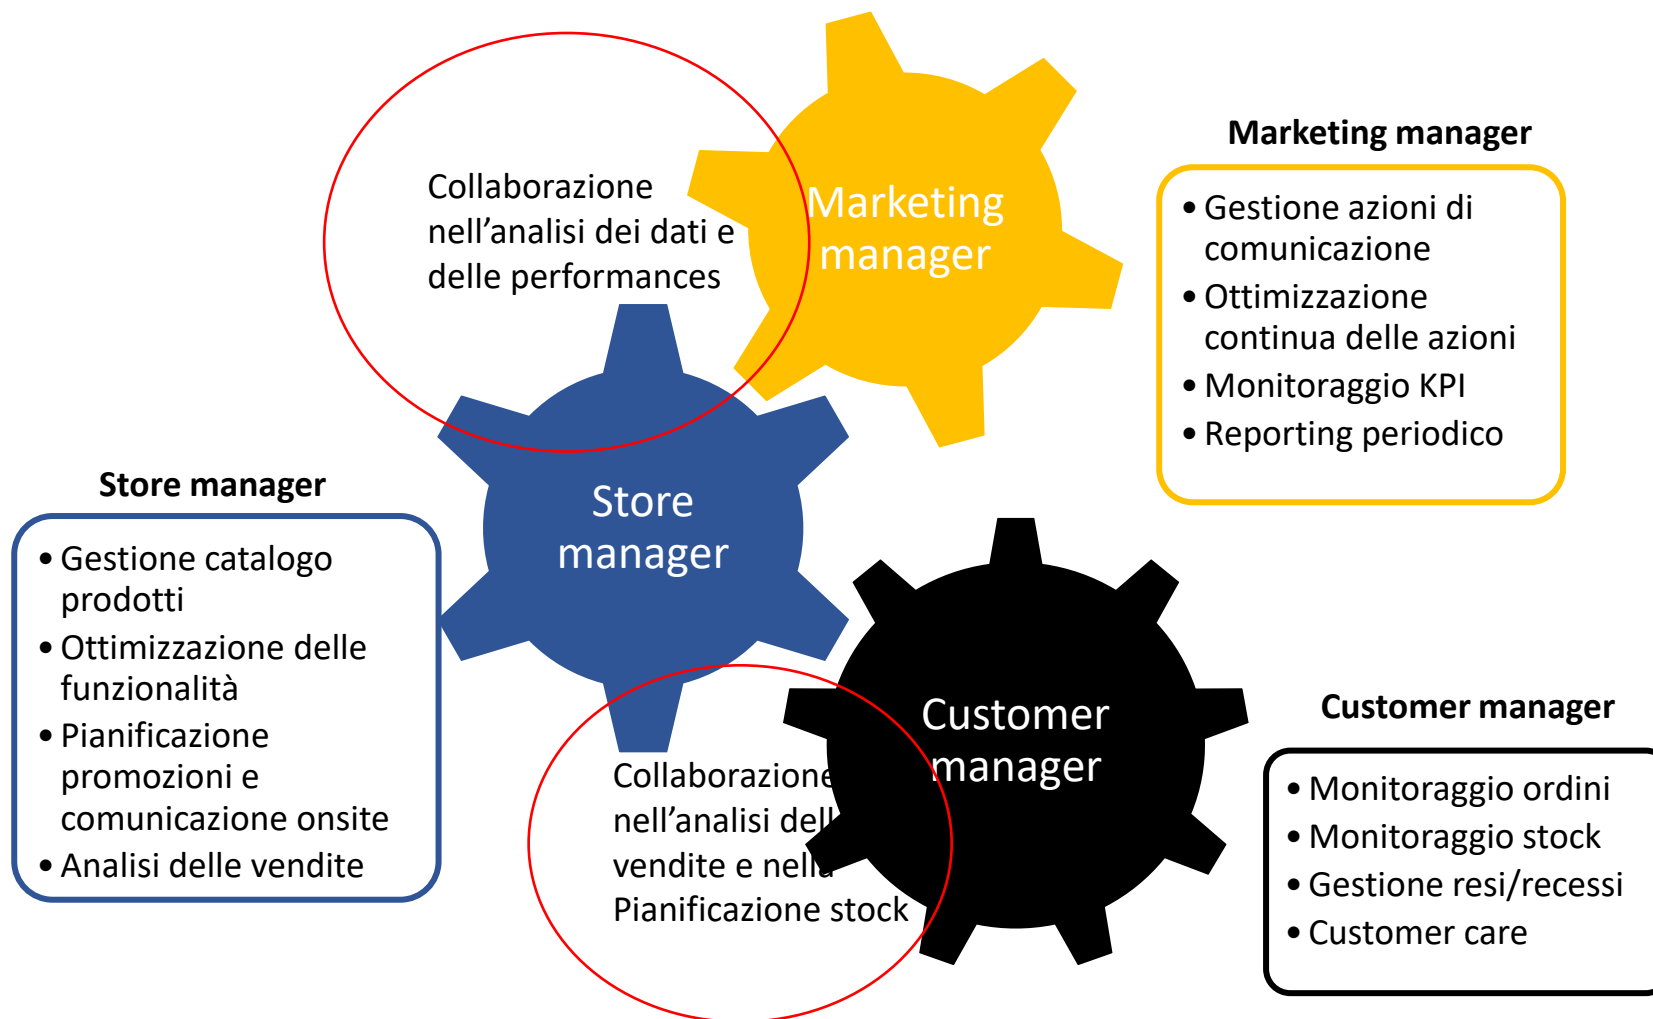 Marketing manager
Collaborazione
nell’analisi dei dati e
delle performances
Marketing
manager
• Gestione azioni di
comunicazione
• Ottimizzazione
continua delle azioni
• Monitoraggio KPI
• Reporting periodico
Store manager
• Gestione catalogo
prodotti
• Ottimizzazione delle
funzionalità
• Pianificazione
promozioni e
comunicazione onsite
• Analisi delle vendite
Store
manager
Customer
manager
Collaborazione
nell’analisi delle
vendite e nella
Pianificazione stock
Customer manager
• Monitoraggio ordini
• Monitoraggio stock
• Gestione resi/recessi
• Customer care